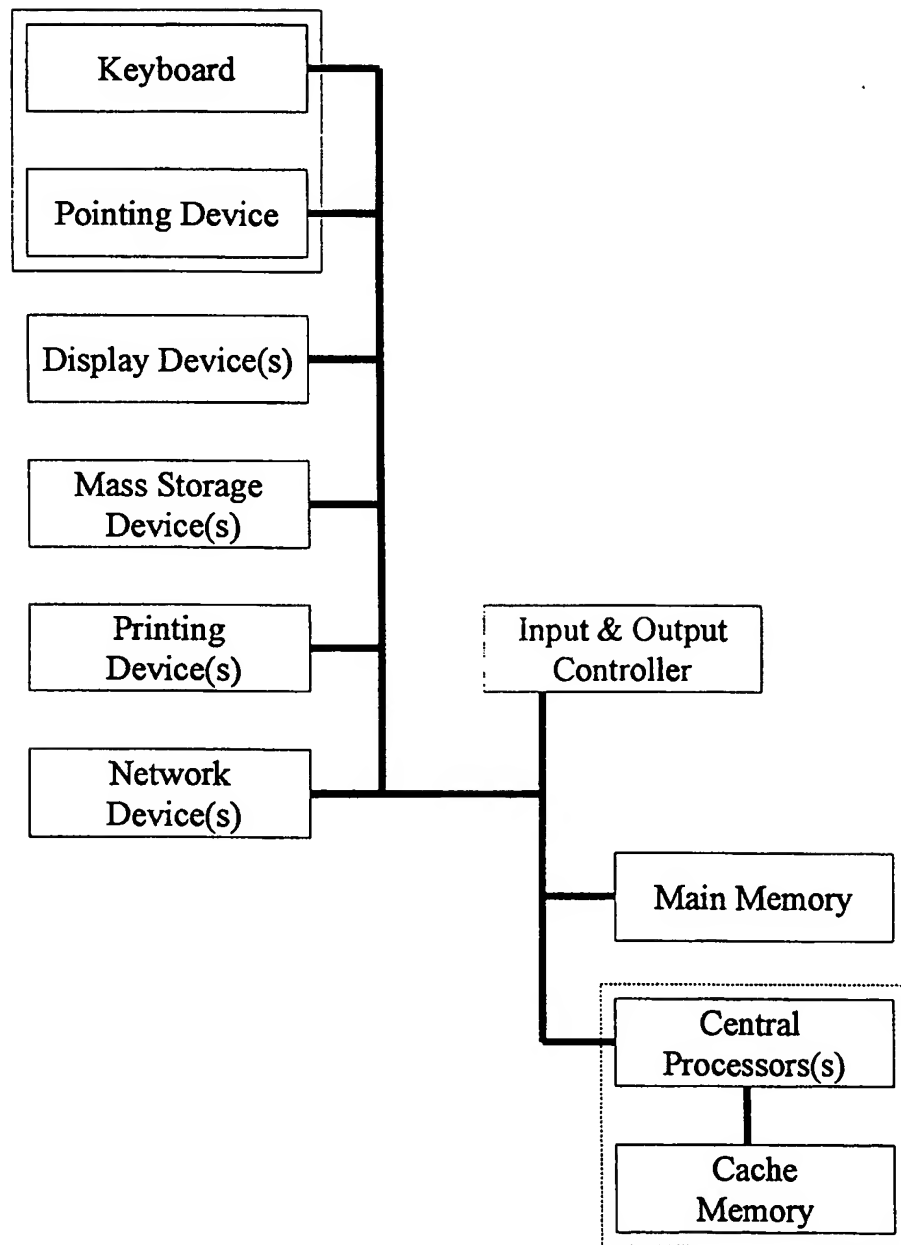 Keyboard
Pointing Device
Display Device(s)
Mass Storage
Device(s)
Printing
Device(s)
Network
Device(s)
Input & Output
Controller
Main Memory
Central
Processors(s)
Cache
Memory